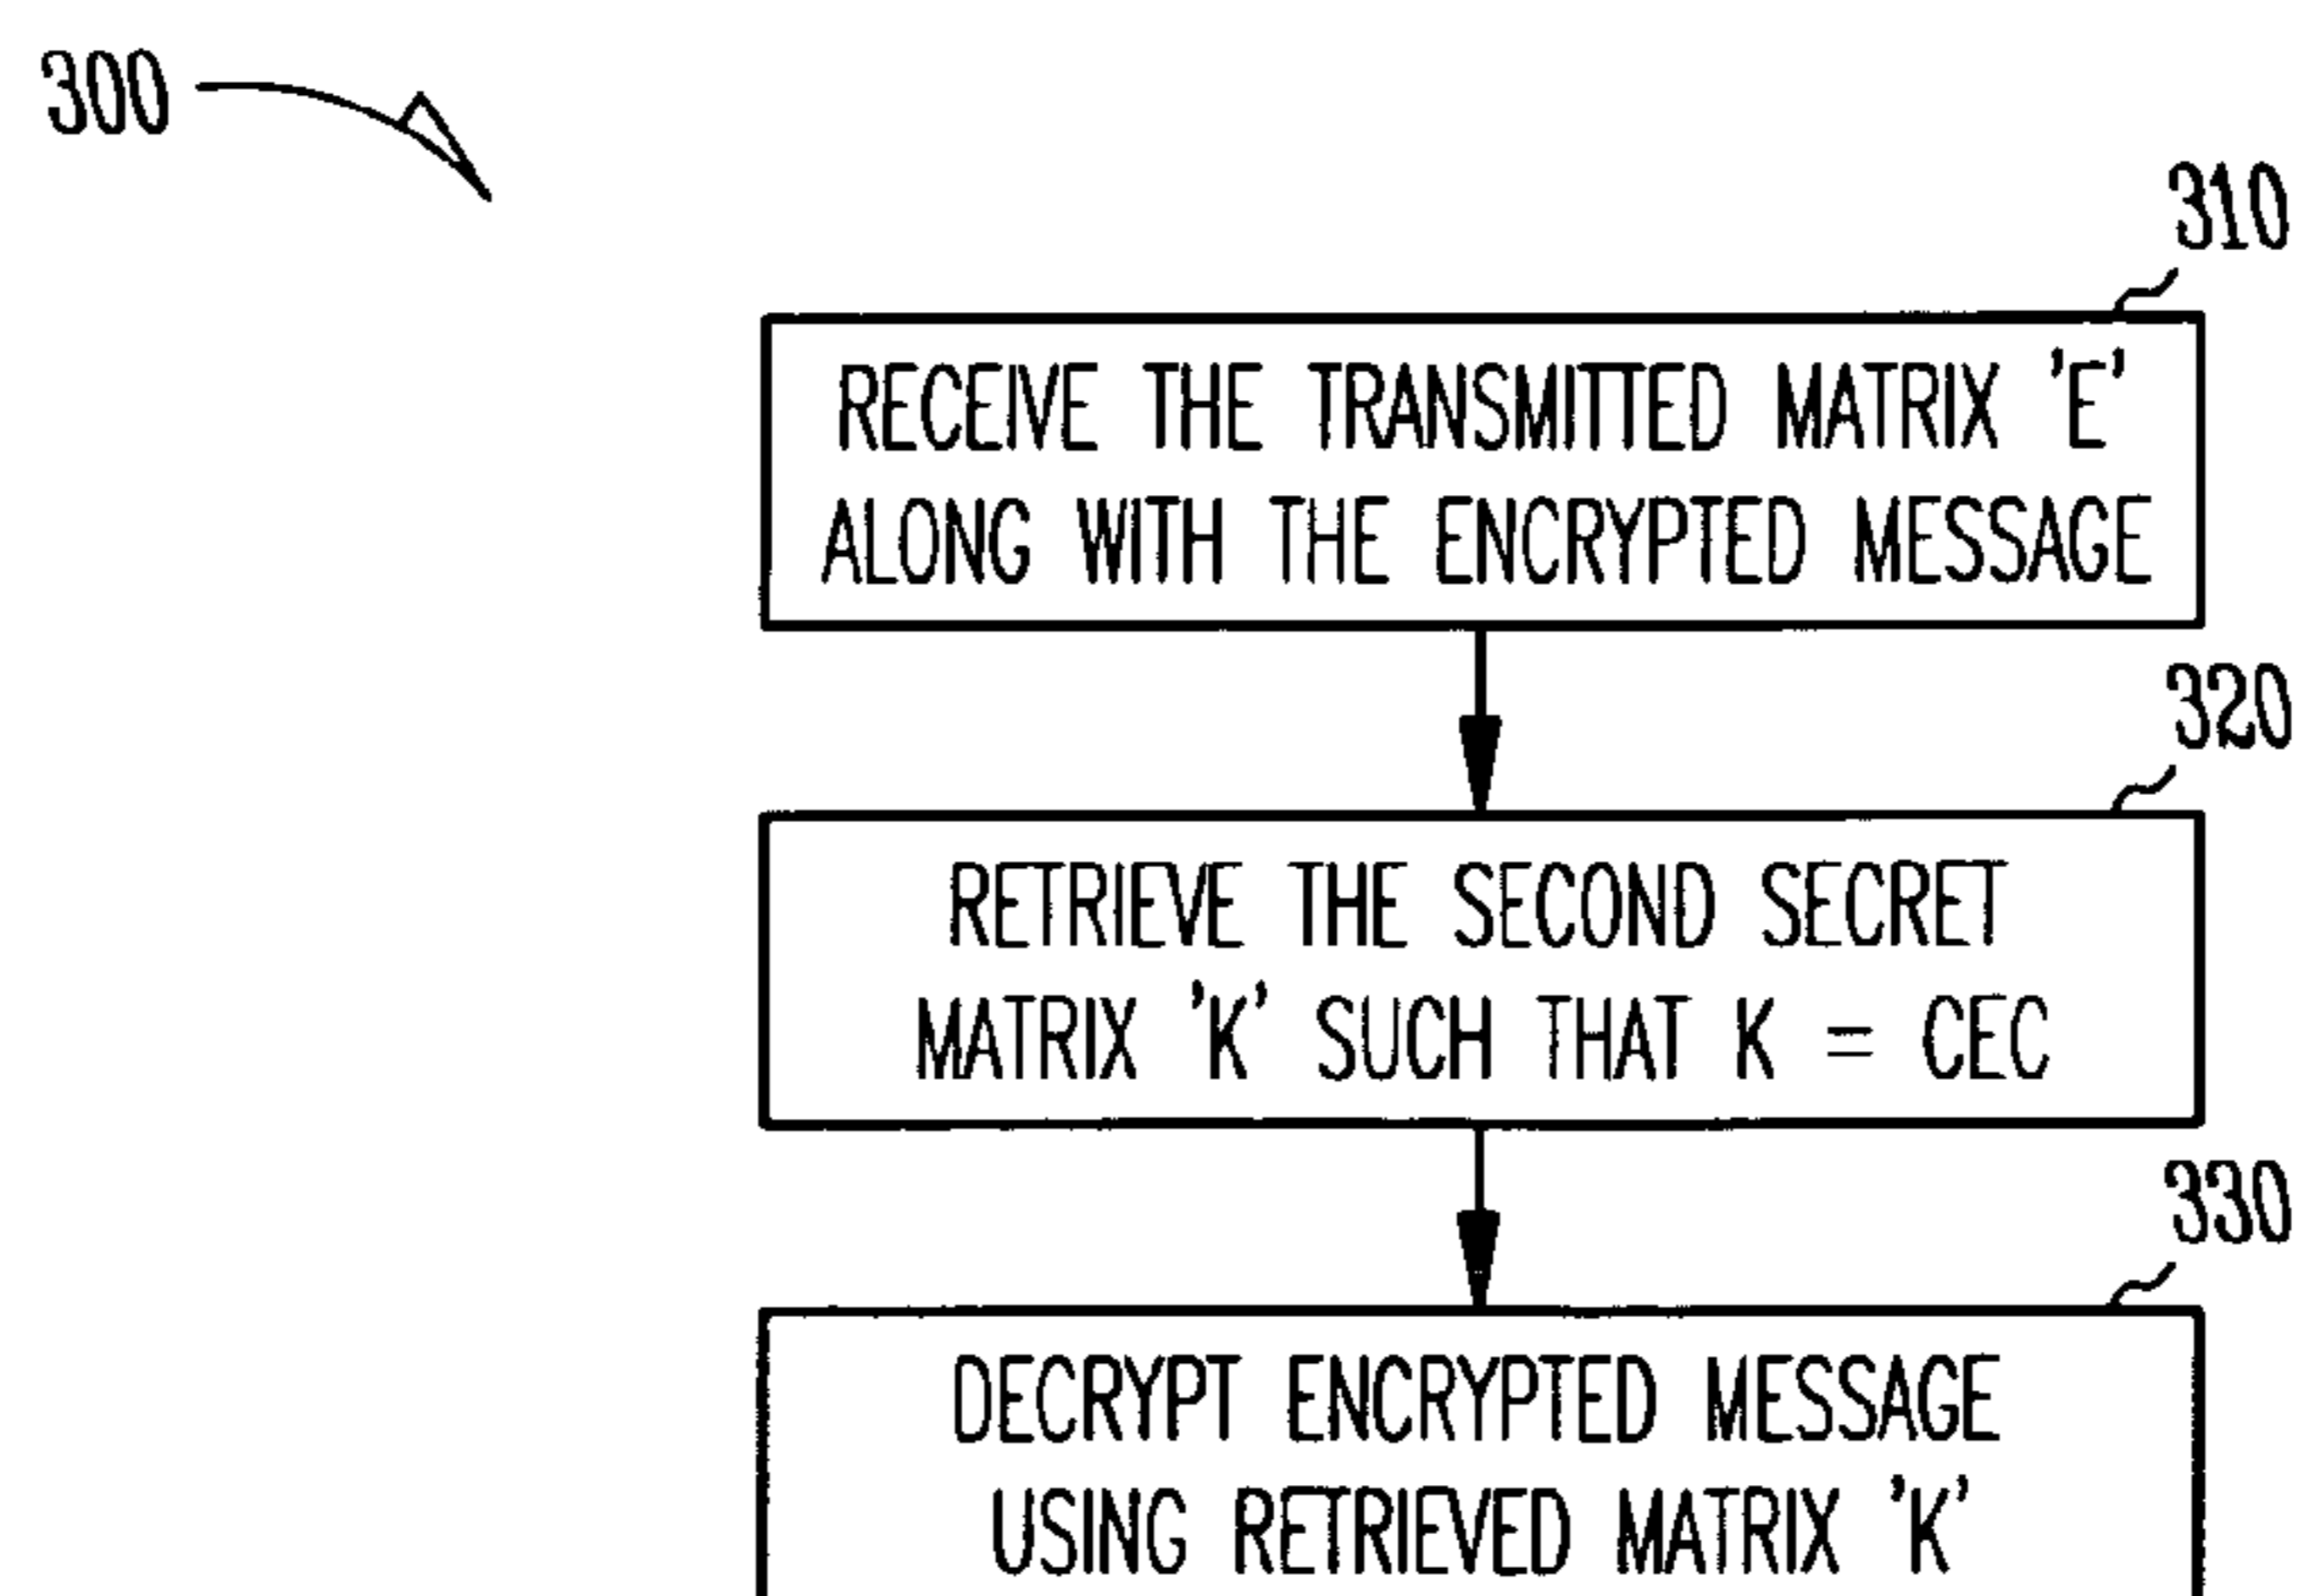 300
310
RECEIVE THE TRANSMITTED MATRIX 'E'
ALONG WITH THE ENCRYPTED MESSAGE
320
RETRIEVE THE SECOND SECRET
MATRIX 'K' SUCH THAT K = CEC
330
DECRYPT ENCRYPTED MESSAGE
USING RETRIEVED MATRIX 'K'